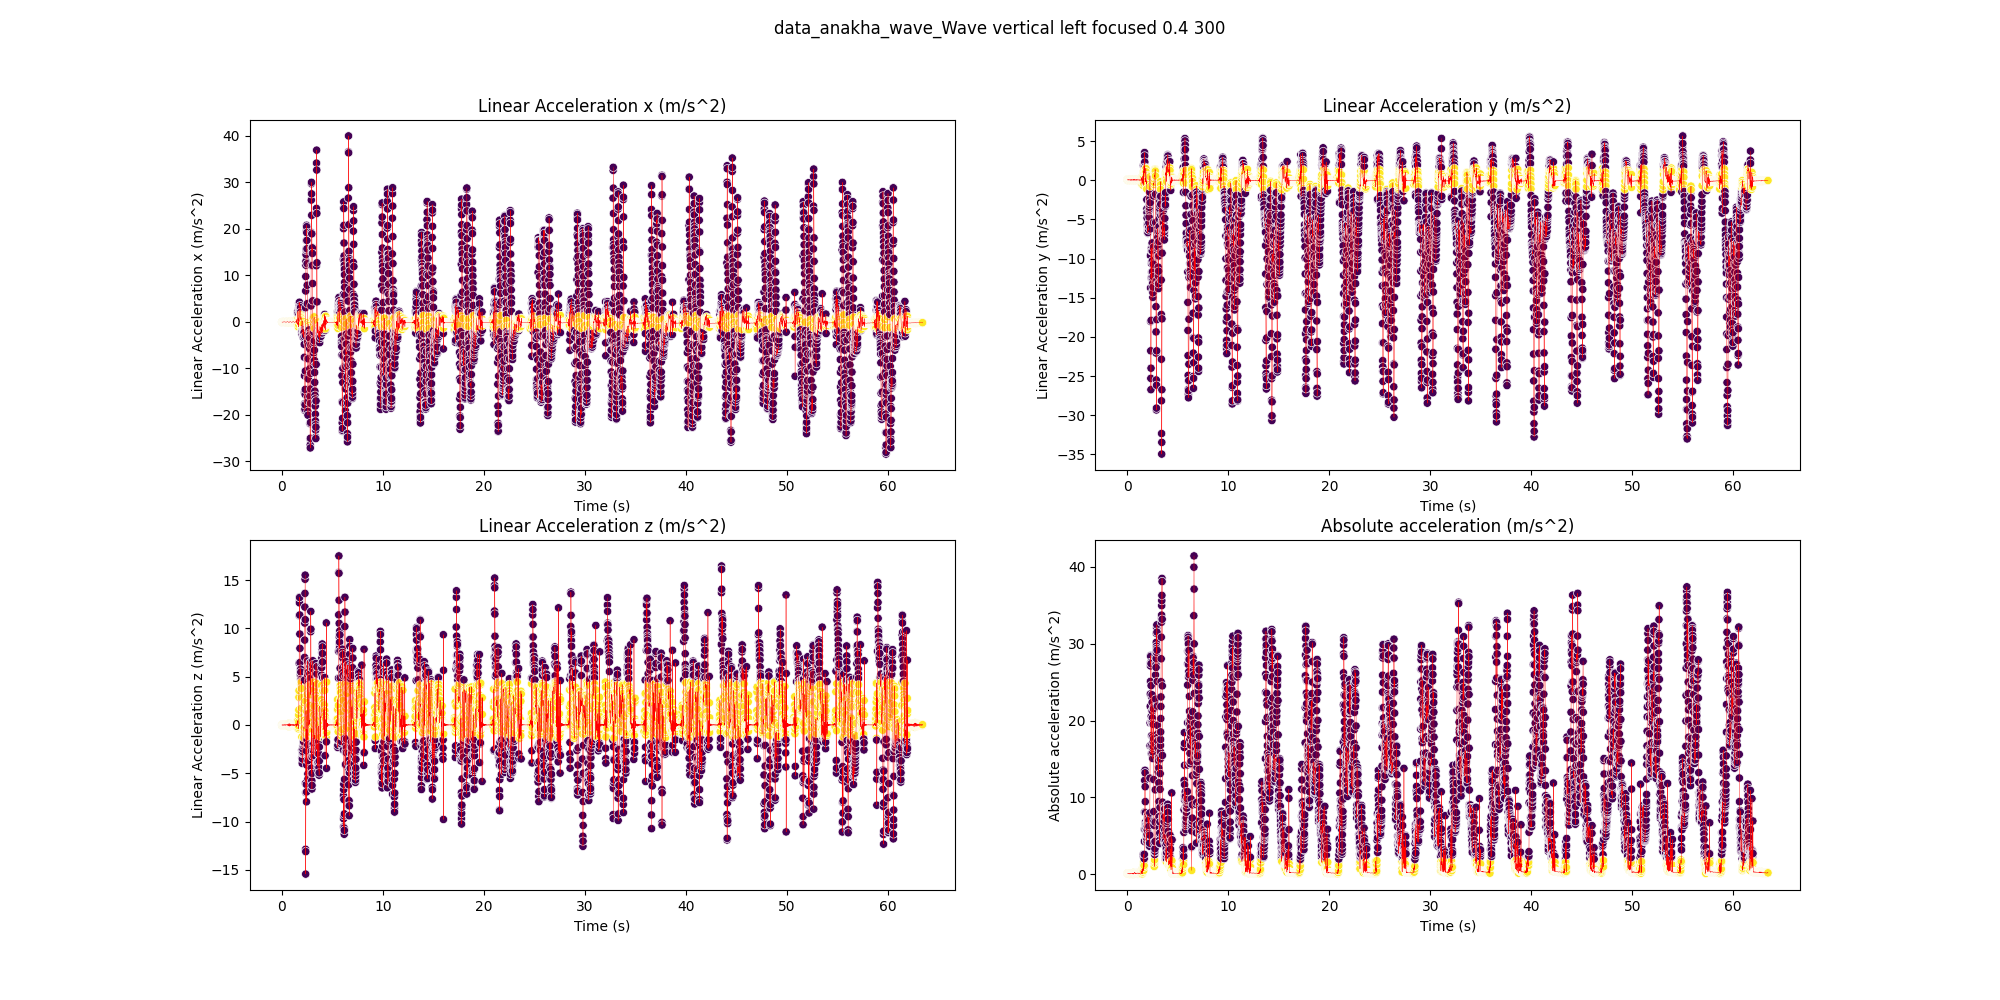 data_anakha_wave_Wave vertical left focused 0.4 300
Linear Acceleration x (m/s^2)
Linear Acceleration x (m/s^2)
40
30
20
10
0
−10
−20
−30
0 10 20 30 40 50 60
Time (s)
Linear Acceleration y (m/s^2)
Linear Acceleration y (m/s^2)
5
0
−5
−10
−15
−20
−25
−30
−35
0 10 20 30 40 50 60
Time (s)
Linear Acceleration z (m/s^2)
Linear Acceleration z (m/s^2)
15
10
5
0
−5
−10
−15
0 10 20 30 40 50 60
Time (s)
Absolute acceleration (m/s^2)
Absolute acceleration (m/s^2)
40
30
20
10
0
0 10 20 30 40 50 60
Time (s)